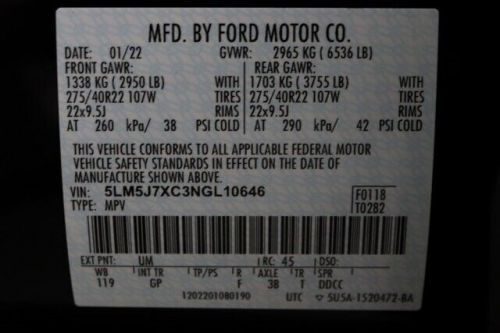 MFD. BY FORD MOTOR CO.
DATE: 01/22 GVWR: 2965 KG ( 6536 LB)
FRONT GAWR: REAR GAWR:
1338 KG ( 2950 LB) WITH 1703 KG ( 3755 LB) WITH
275/40R22 107W TIRES 275/40R22 107W TIRES
22x9.5J RIMS 22x9.5J RIMS
AT 260 kPa/ 38 PSI COLD AT 290 kPa/ 42 PSI COLD
THIS VEHICLE CONFORMS TO ALL APPLICABLE FEDERAL MOTOR
VEHICLE SAFETY STANDARDS IN EFFECT ON THE DATE OF
MANUFACTURE SHOWN ABOVE.
VIN: 5LM5J7XC3NGL10646 F0118
TYPE: MPV T0282
EXT PNT: UM RC: 45 DSO:
WB INT TR TP/PS R AXLE TR SPR
119 GP F 38 T DDCC
1202201080190 UTC 5U5A-1520472-BA